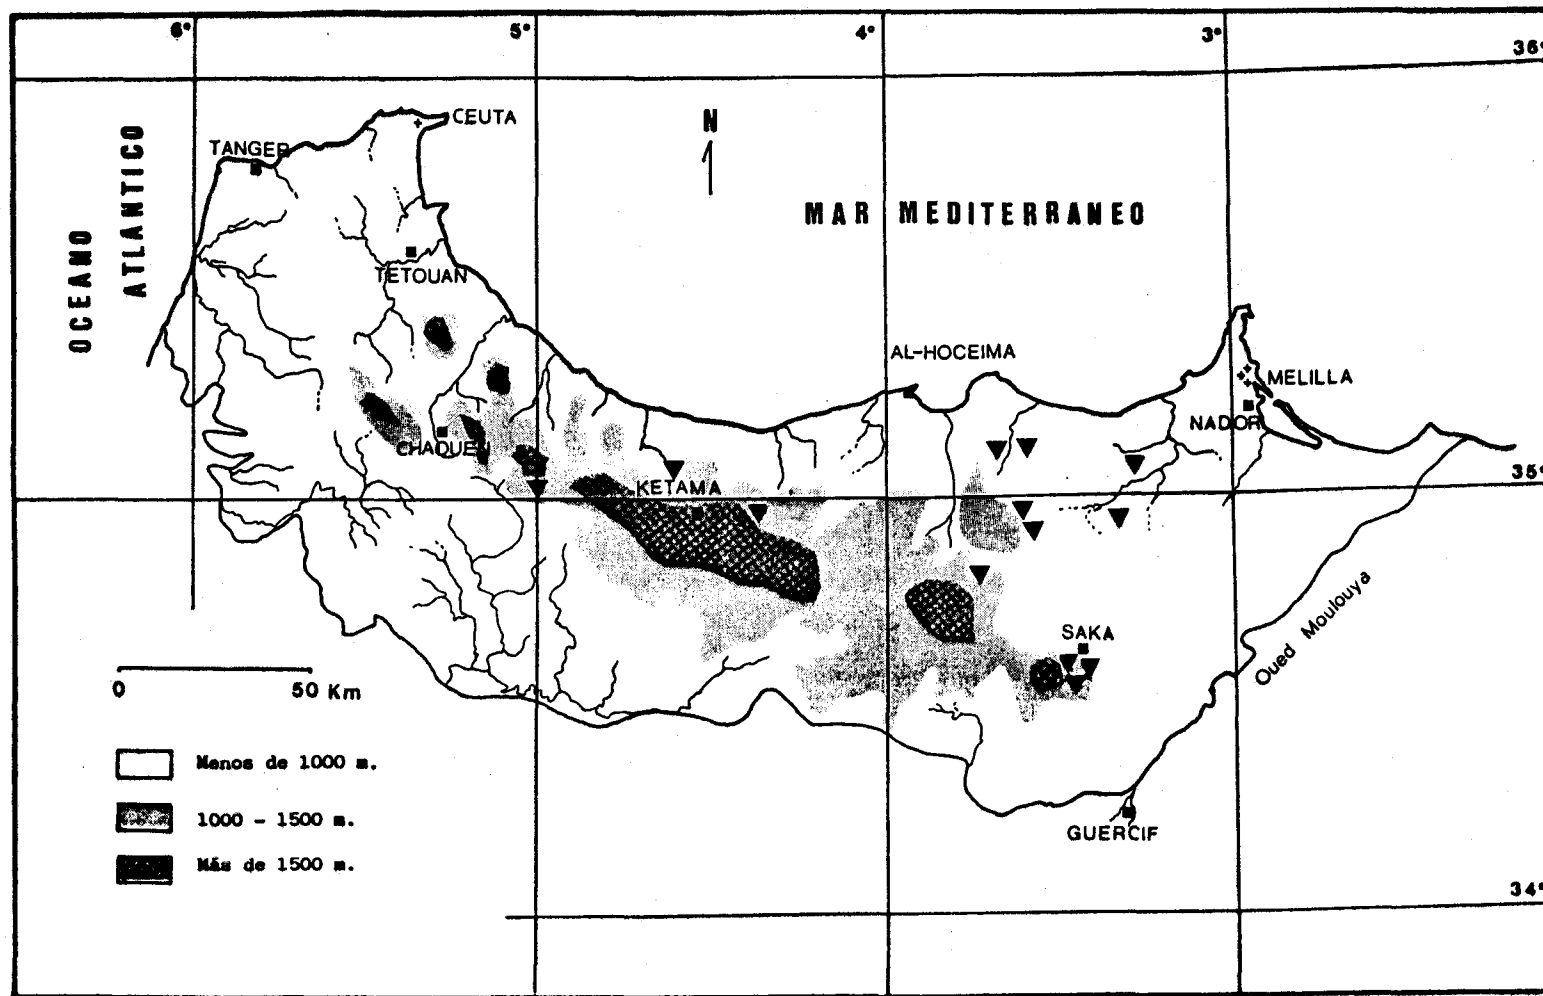 6°
5°
4°
3°
36°
CEUTA
TANGER
N
OCEANO
ATLANTICO
MAR MEDITERRANEO
TETOUAN
AL-HOCEIMA
MELILLA
NADOR
CHAOUEN
35°
KETAMA
SAKA
Oued Moulouya
0 50 Km
Menos de 1000 m.
1000 - 1500 m.
Más de 1500 m.
GUERCIF
34°